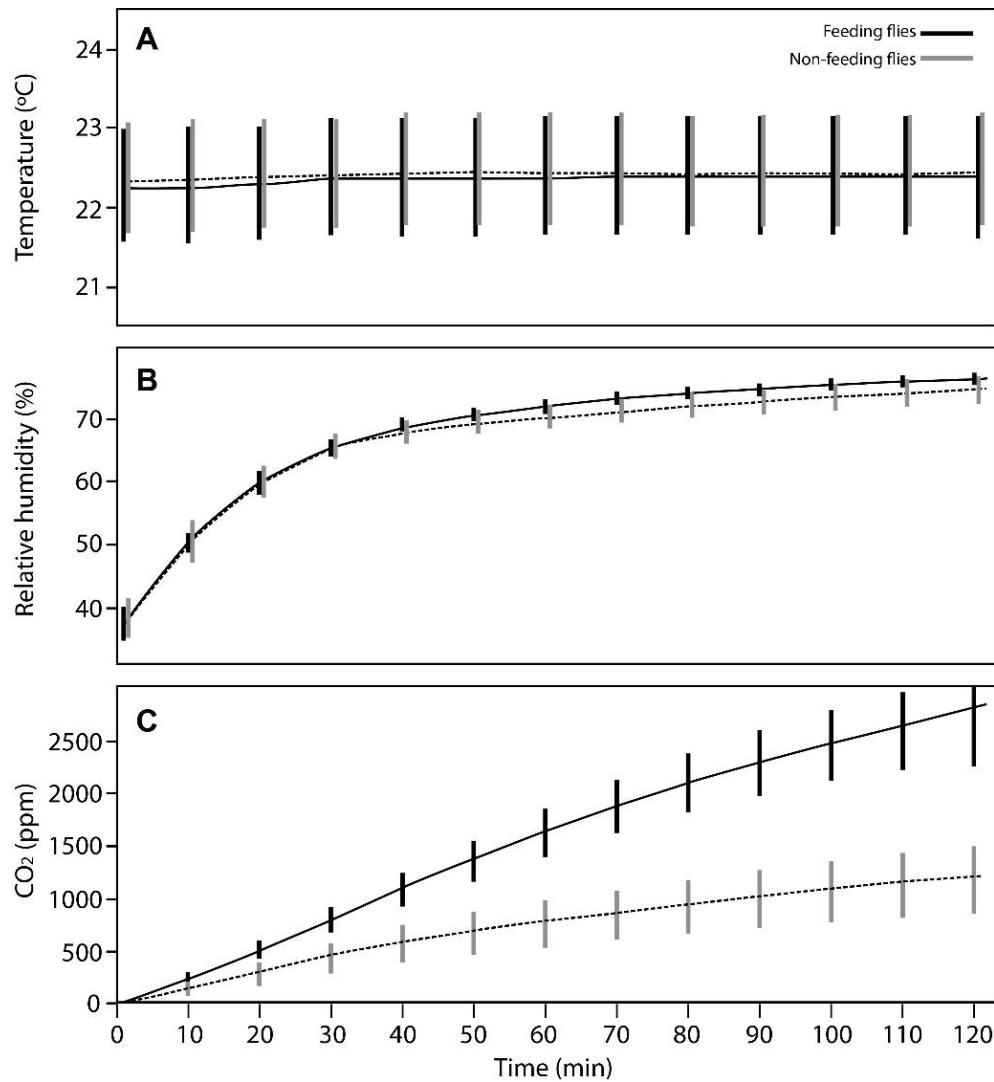 A
Feeding flies
Non-feeding flies
Temperature (ºC)
24
23
22
21
B
Relative humidity (%)
70
60
50
40
C
CO₂ (ppm)
2500
2000
1500
1000
500
0
0 10 20 30 40 50 60 70 80 90 100 110 120
Time (min)